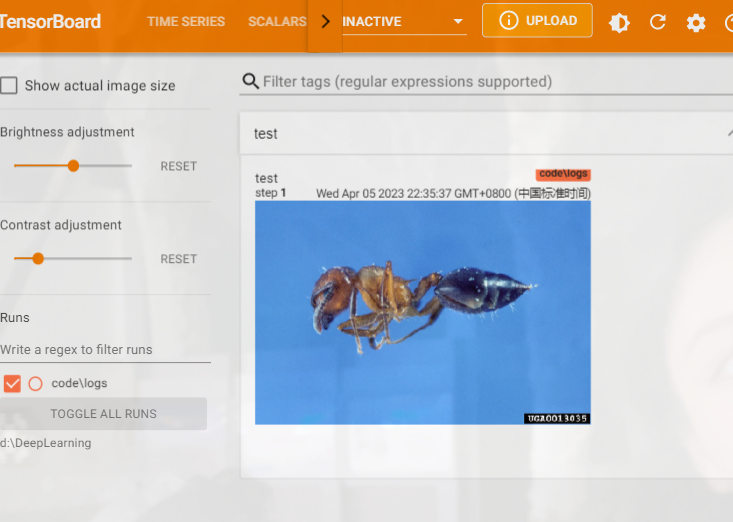 TensorBoard
TIME SERIES
SCALARS
INACTIVE
UPLOAD
Show actual image size
Filter tags (regular expressions supported)
Brightness adjustment
RESET
test
test
code\logs
step 1
Wed Apr 05 2023 22:35:37 GMT+0800 (中国标准时间)
Contrast adjustment
RESET
Runs
Write a regex to filter runs
code\logs
TOGGLE ALL RUNS
d:\DeepLearning
UGA0013035